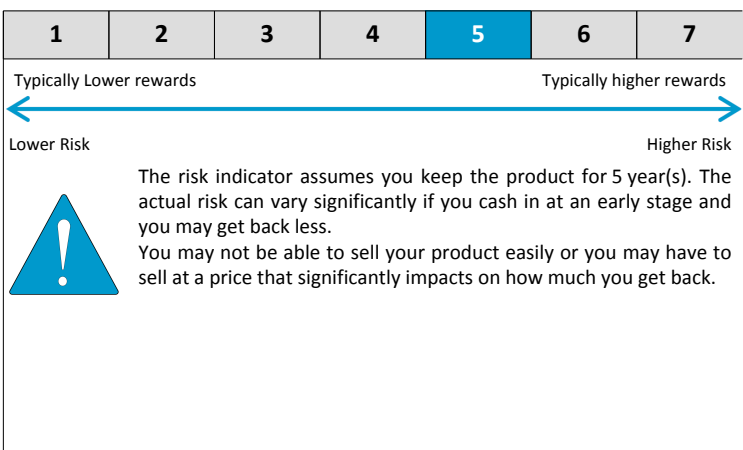 1 2 3 4 5 6 7
Typically Lower rewards Typically higher rewards
Lower Risk Higher Risk
The risk indicator assumes you keep the product for 5 year(s). The
actual risk can vary significantly if you cash in at an early stage and
you may get back less.
You may not be able to sell your product easily or you may have to
sell at a price that significantly impacts on how much you get back.